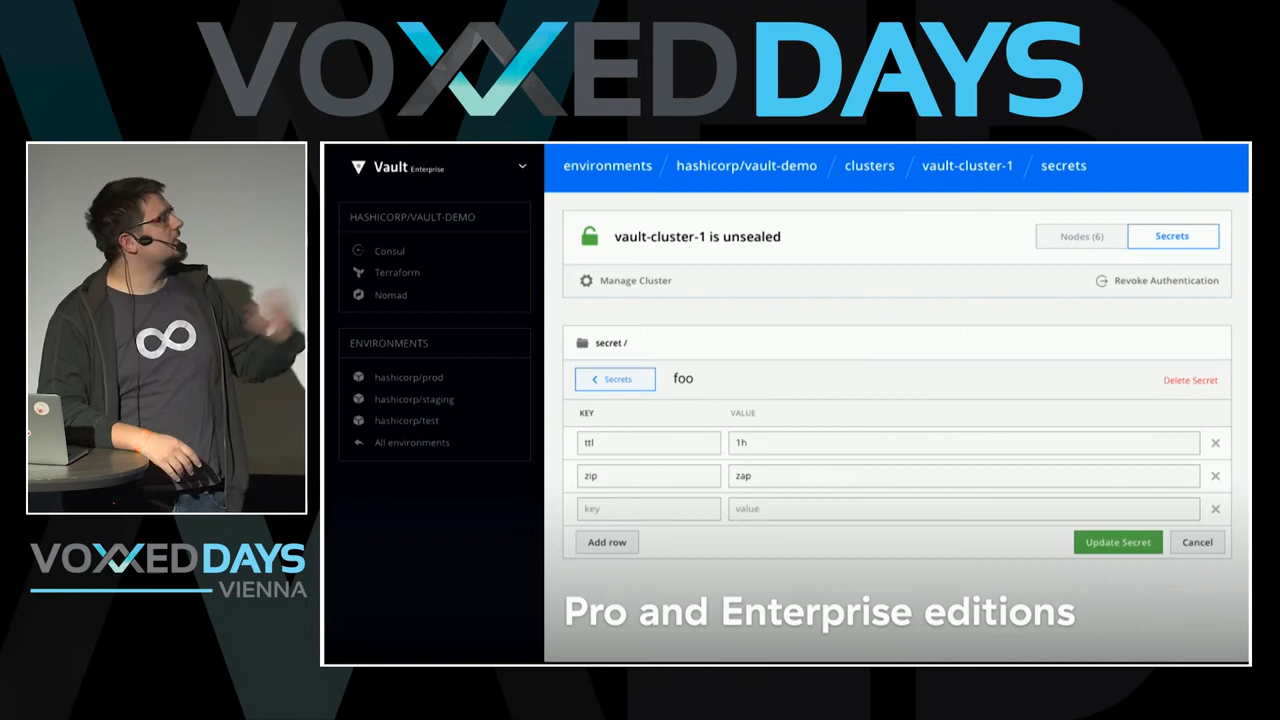 VOXXED DAYS
Vault Enterprise
environments / hashicorp/vault-demo / clusters / vault-cluster-1 / secrets
HASHICORP/VAULT-DEMO
Consul
Terraform
Nomad
vault-cluster-1 is unsealed
Nodes (6)
Secrets
Manage Cluster
Revoke Authentication
ENVIRONMENTS
hashicorp/prod
hashicorp/staging
hashicorp/test
All environments
secret /
Secrets
foo
Delete Secret
KEY VALUE
ttl 1h
zip zap
key value
Add row
Update Secret
Cancel
Pro and Enterprise editions
VOXXED DAYS
VIENNA